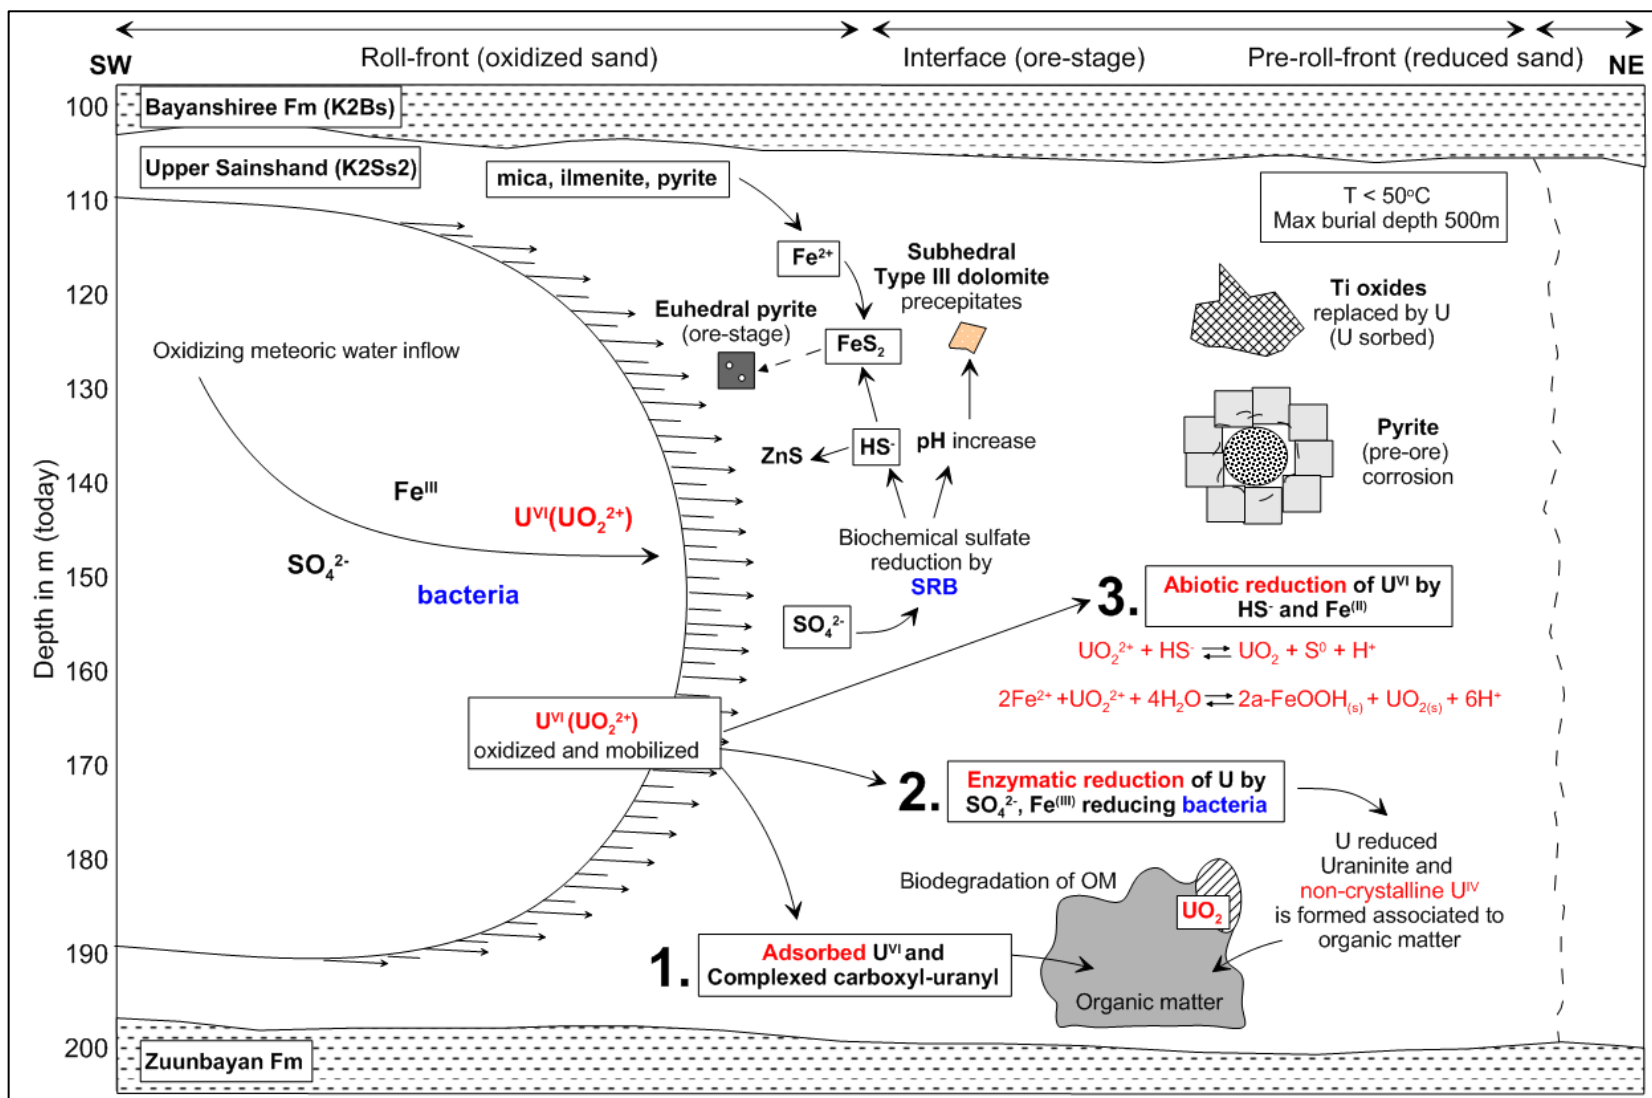 Roll-front (oxidized sand)
Interface (ore-stage)
Pre-roll-front (reduced sand)
SW
NE
Bayanshiree Fm (K2Bs)
Upper Sainshand (K2Ss2)
Depth in m (today)
100
110
120
130
140
150
160
170
180
190
200
mica, ilmenite, pyrite
T < 50°C
Max burial depth 500m
Fe²⁺
Subhedral
Type III dolomite
precepitates
Euhedral pyrite
(ore-stage)
FeS₂
Ti oxides
replaced by U
(U sorbed)
Oxidizing meteoric water inflow
HS⁻
ZnS
pH increase
Pyrite
(pre-ore)
corrosion
Feᴵᴵᴵ
Uⱽᴵ(UO₂²⁺)
SO₄²⁻
bacteria
Biochemical sulfate
reduction by
SRB
SO₄²⁻
3.
Abiotic reduction of Uⱽᴵ by
HS⁻ and Fe⁽ᴵᴵ⁾
UO₂²⁺ + HS⁻ ⇌ UO₂ + S⁰ + H⁺
2Fe²⁺ +UO₂²⁺ + 4H₂O ⇌ 2a-FeOOH₍s₎ + UO₂₍s₎ + 6H⁺
Uⱽᴵ (UO₂²⁺)
oxidized and mobilized
2.
Enzymatic reduction of U by
SO₄²⁻, Fe⁽ᴵᴵᴵ⁾ reducing bacteria
U reduced
Uraninite and
non-crystalline Uᴵⱽ
is formed associated to
organic matter
Biodegradation of OM
UO₂
Organic matter
1.
Adsorbed Uⱽᴵ and
Complexed carboxyl-uranyl
Zuunbayan Fm